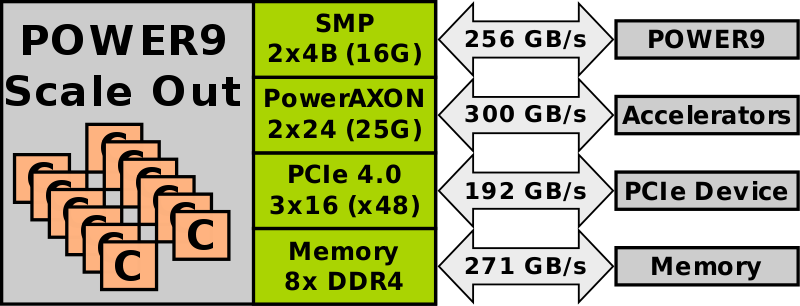 POWER9
Scale Out
C
C
C
C
C
C
C
C
C
C
C
C
SMP
2x4B (16G)
PowerAXON
2x24 (25G)
PCIe 4.0
3x16 (x48)
Memory
8x DDR4
256 GB/s
300 GB/s
192 GB/s
271 GB/s
POWER9
Accelerators
PCIe Device
Memory